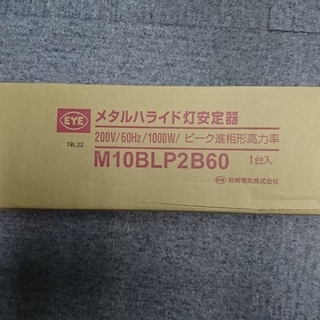 EYE メタルハライド灯安定器
19L22 200V/60Hz/1000W/ピーク進相形高力率
M10BLP2B60 1台入
EYE 岩崎電気株式会社